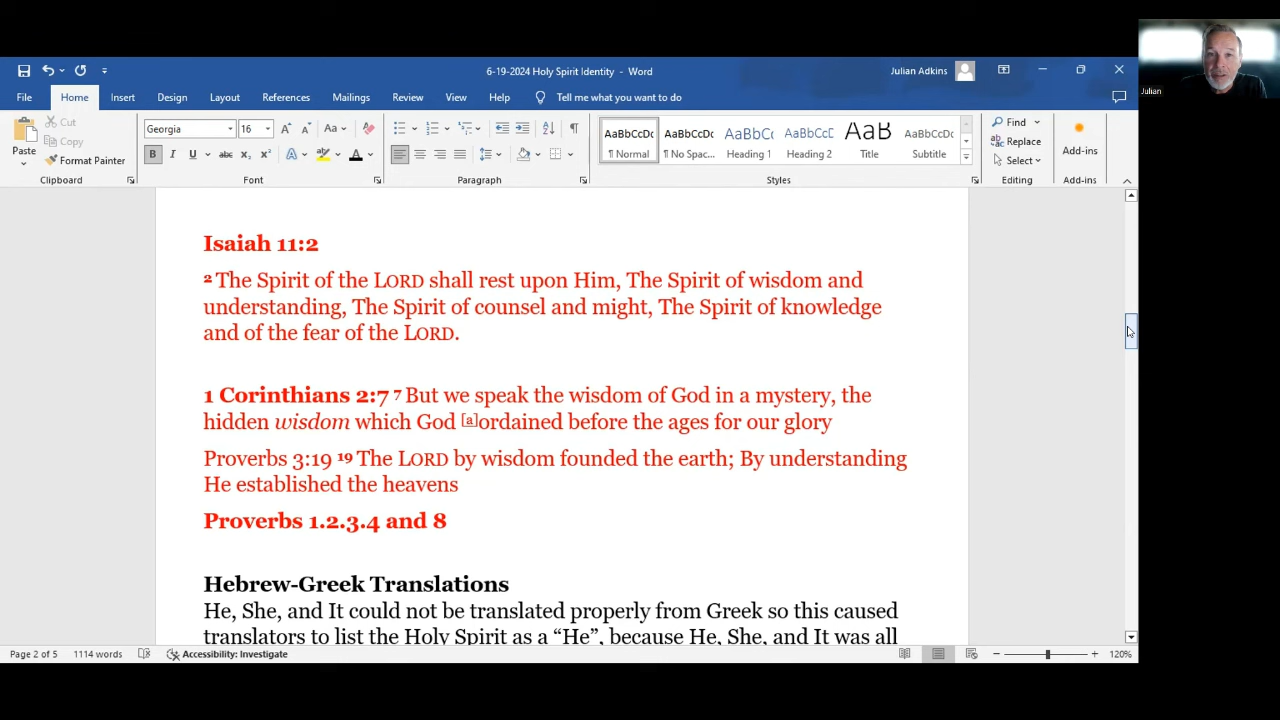 6-19-2024 Holy Spirit Identity - Word
Julian Adkins
Julian
File Home Insert Design Layout References Mailings Review View Help Tell me what you want to do
Paste
Cut
Copy
Format Painter
Clipboard
Georgia 16
Font
Paragraph
AaBbCcDc AaBbCcDc AaBbCc AaBbCcD AaB AaBbCcD
¶ Normal ¶ No Spac... Heading 1 Heading 2 Title Subtitle
Styles
Find
Replace
Select
Editing
Add-ins
Add-ins
Isaiah 11:2
2 The Spirit of the LORD shall rest upon Him, The Spirit of wisdom and
understanding, The Spirit of counsel and might, The Spirit of knowledge
and of the fear of the LORD.
1 Corinthians 2:7 7 But we speak the wisdom of God in a mystery, the
hidden wisdom which God [a]ordained before the ages for our glory
Proverbs 3:19 19 The LORD by wisdom founded the earth; By understanding
He established the heavens
Proverbs 1.2.3.4 and 8
Hebrew-Greek Translations
He, She, and It could not be translated properly from Greek so this caused
translators to list the Holy Spirit as a “He”, because He, She, and It was all
Page 2 of 5 1114 words Accessibility: Investigate 120%